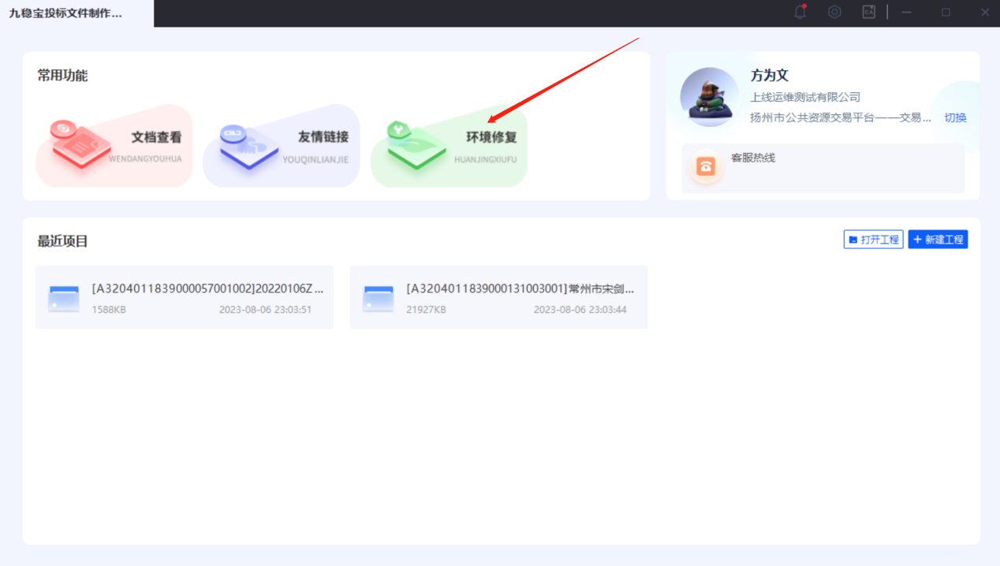 九稳宝投标文件制作...
CA
常用功能
文档查看
WENDANGYOUHUA
友情链接
YOUQINLIANJIE
环境修复
HUANJINGXIUFU
方为文
上线运维测试有限公司
扬州市公共资源交易平台——交易... 切换
客服热线
最近项目
打开工程
新建工程
[A3204011839000057001002]20220106Z...
1588KB 2023-08-06 23:03:51
[A3204011839000131003001]常州市宋剑...
21927KB 2023-08-06 23:03:44